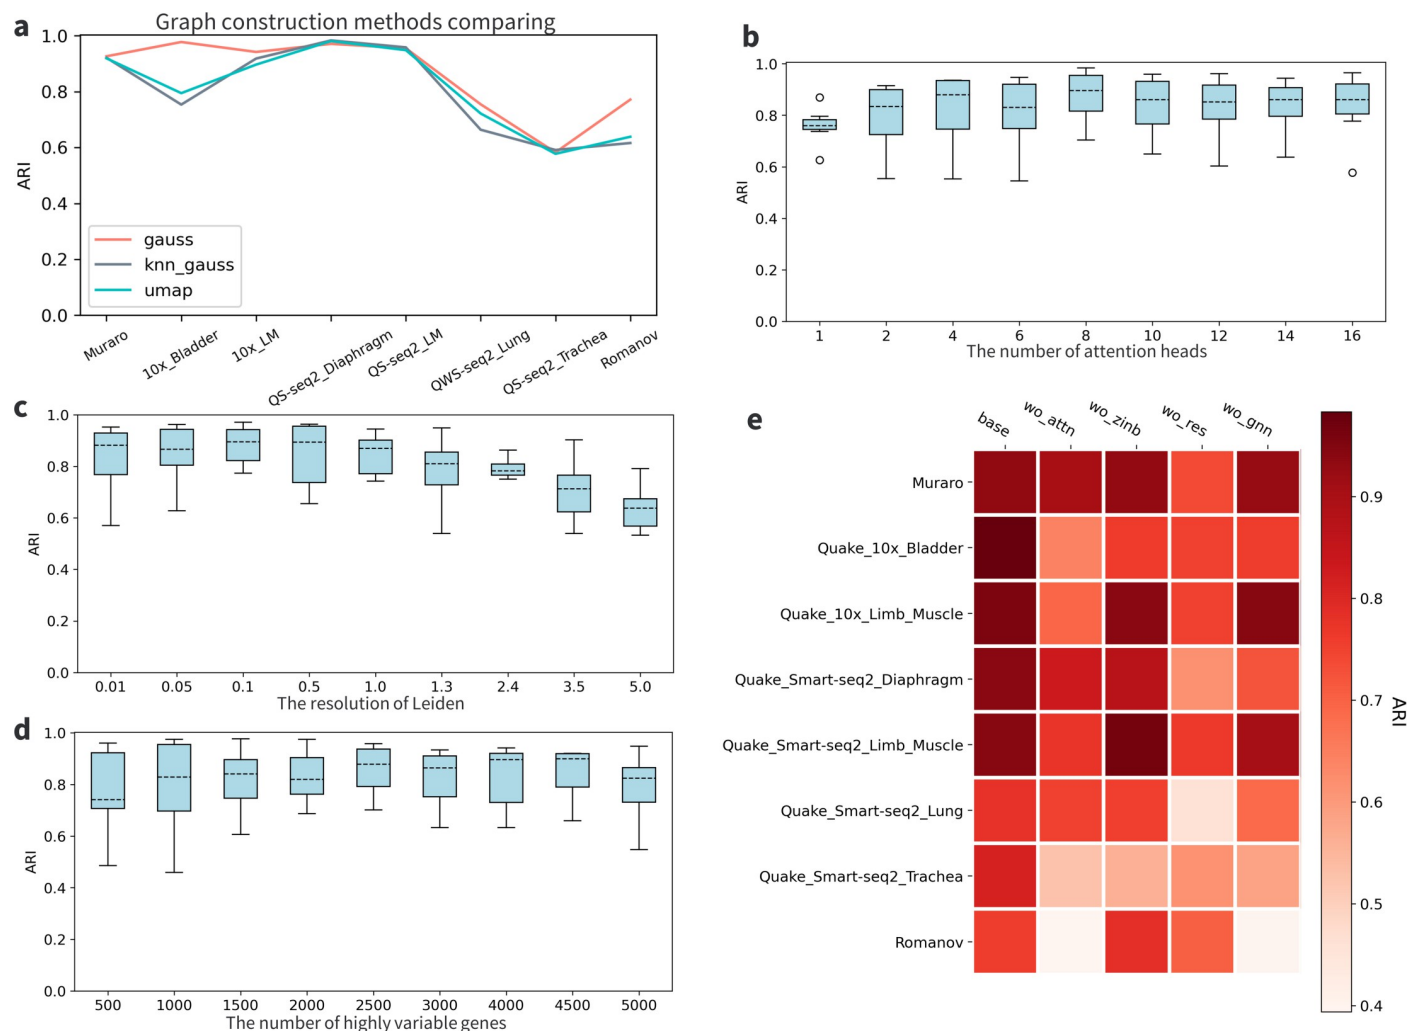 a
Graph construction methods comparing
1.0
0.8
0.6
0.4
0.2
0.0
ARI
gauss
knn_gauss
umap
Muraro
10x_Bladder
10x_LM
QS-seq2_Diaphragm
QS-seq2_LM
QWS-seq2_Lung
QS-seq2_Trachea
Romanov
b
1.0
0.8
0.6
0.4
0.2
0.0
ARI
1 2 4 6 8 10 12 14 16
The number of attention heads
c
1.0
0.8
0.6
0.4
0.2
0.0
ARI
0.01 0.05 0.1 0.5 1.0 1.3 2.4 3.5 5.0
The resolution of Leiden
d
1.0
0.8
0.6
0.4
0.2
0.0
ARI
500 1000 1500 2000 2500 3000 4000 4500 5000
The number of highly variable genes
e
base wo_attn wo_zinb wo_res wo_gnn
Muraro
Quake_10x_Bladder
Quake_10x_Limb_Muscle
Quake_Smart-seq2_Diaphragm
Quake_Smart-seq2_Limb_Muscle
Quake_Smart-seq2_Lung
Quake_Smart-seq2_Trachea
Romanov
0.9
0.8
0.7
0.6
0.5
0.4
ARI